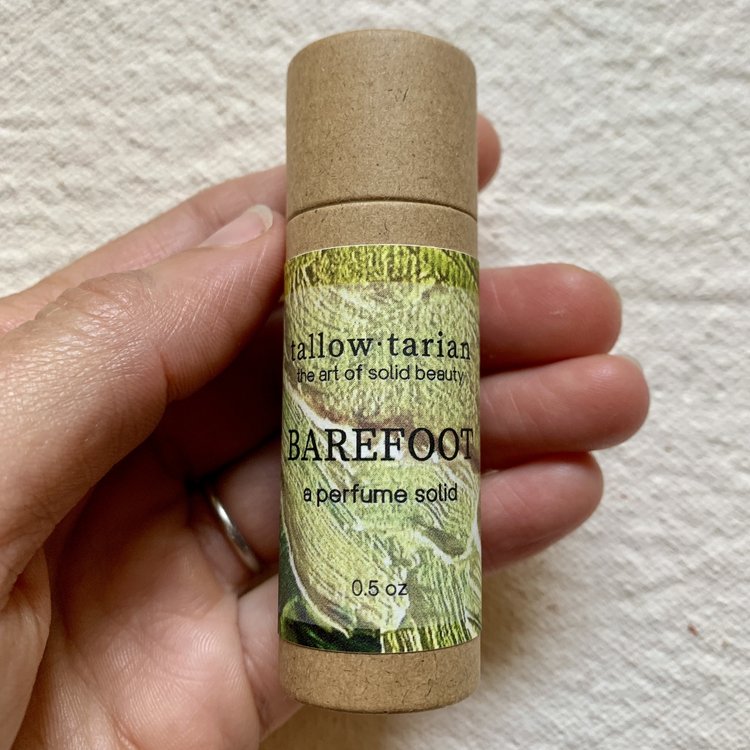 tallow·tarian
the art of solid beauty
BAREFOOT
a perfume solid
0.5 oz